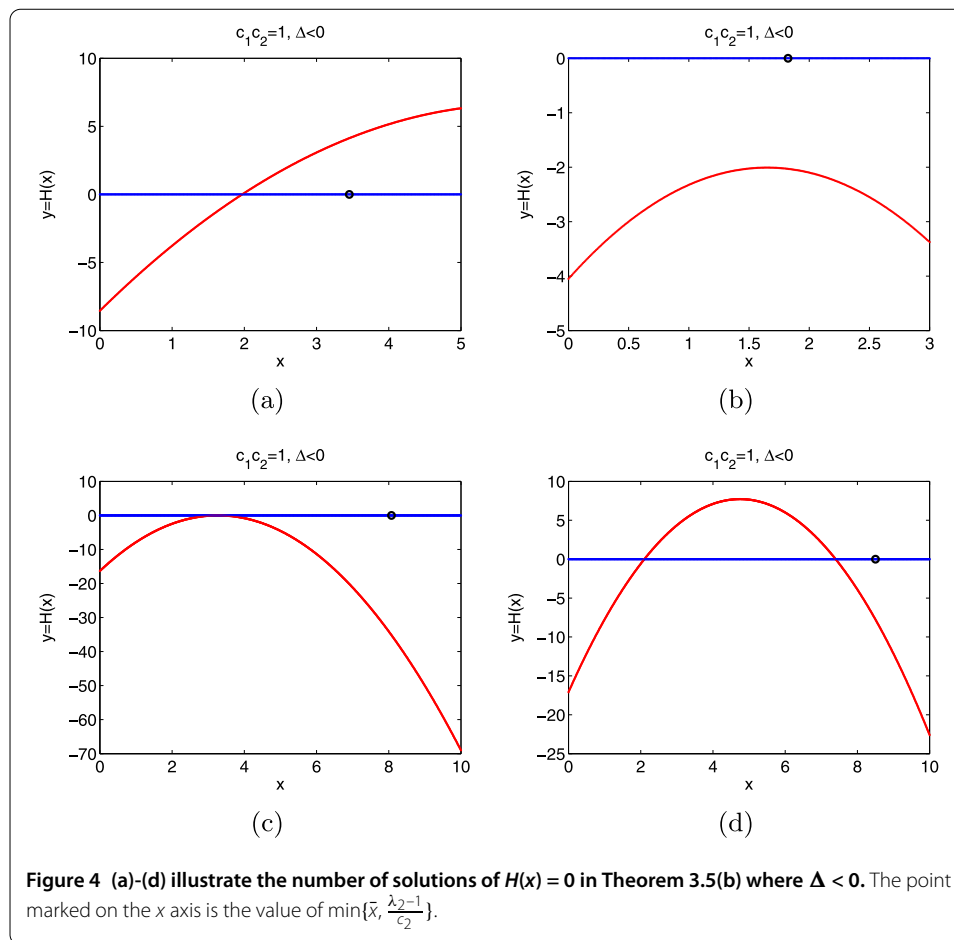 c₁c₂=1, Δ<0
10
5
0
−5
−10
0 1 2 3 4 5
y=H(x)
x
(a)
c₁c₂=1, Δ<0
0
−1
−2
−3
−4
−5
0 0.5 1 1.5 2 2.5 3
y=H(x)
x
(b)
c₁c₂=1, Δ<0
10
0
−10
−20
−30
−40
−50
−60
−70
0 2 4 6 8 10
y=H(x)
x
(c)
c₁c₂=1, Δ<0
10
5
0
−5
−10
−15
−20
−25
0 2 4 6 8 10
y=H(x)
x
(d)
Figure 4 (a)-(d) illustrate the number of solutions of H(x) = 0 in Theorem 3.5(b) where Δ < 0. The point
marked on the x axis is the value of min{x̄, (λ₂−1)/c₂}.